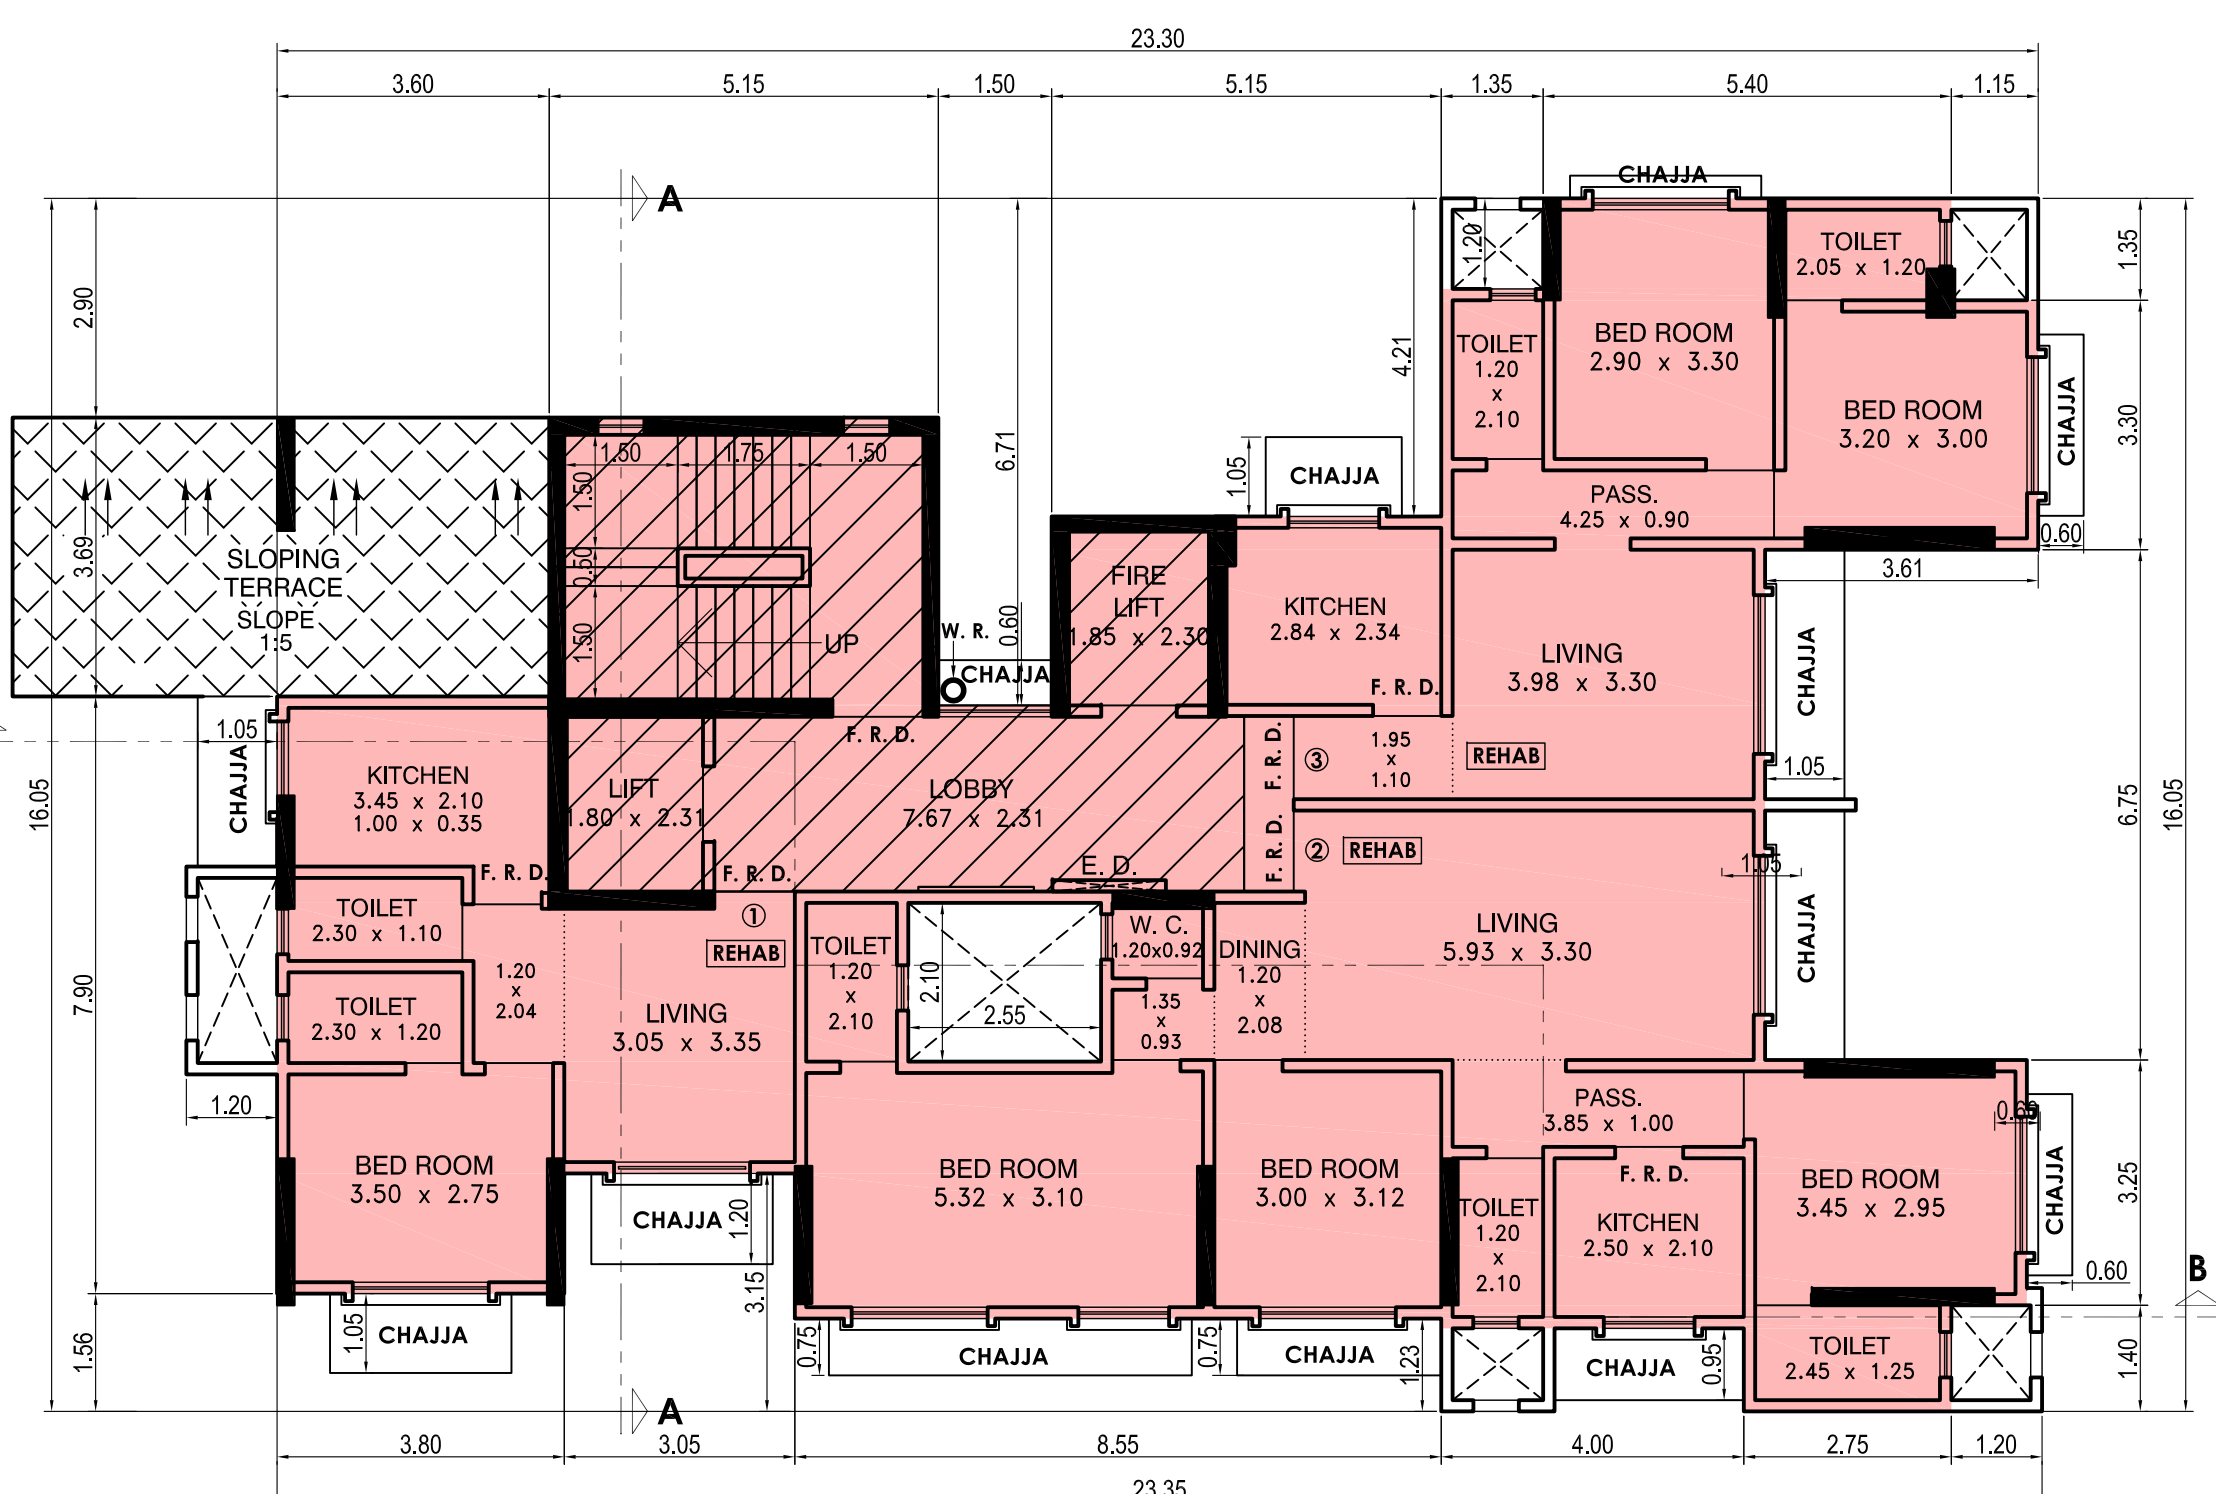 23.30
3.60
5.15
1.50
5.15
1.35
5.40
1.15
A
CHAJJA
1.20
TOILET
2.05 x 1.20
1.35
2.90
4.21
TOILET
1.20
x
2.10
BED ROOM
2.90 x 3.30
BED ROOM
3.20 x 3.00
CHAJJA
3.30
6.71
1.05
CHAJJA
1.50
1.75
1.50
1.50
0.50
1.50
UP
PASS.
4.25 x 0.90
0.60
3.61
3.69
SLOPING
TERRACE
SLOPE
1:5
FIRE
LIFT
1.85 x 2.30
KITCHEN
2.84 x 2.34
F. R. D.
W. R.
0.60
CHAJJA
LIVING
3.98 x 3.30
CHAJJA
1.05
CHAJJA
1.05
KITCHEN
3.45 x 2.10
1.00 x 0.35
F. R. D.
LIFT
1.80 x 2.31
F. R. D.
LOBBY
7.67 x 2.31
F. R. D.
E. D.
F. R. D.
F. R. D.
3
1.95
x
1.10
REHAB
2
REHAB
16.05
6.75
16.05
1.05
CHAJJA
TOILET
2.30 x 1.10
1
REHAB
TOILET
1.20
x
2.10
2.10
2.55
W. C.
1.20x0.92
DINING
1.20
x
2.08
LIVING
5.93 x 3.30
7.90
TOILET
2.30 x 1.20
1.20
x
2.04
LIVING
3.05 x 3.35
1.35
x
0.93
1.20
PASS.
3.85 x 1.00
F. R. D.
BED ROOM
3.50 x 2.75
BED ROOM
5.32 x 3.10
BED ROOM
3.00 x 3.12
TOILET
1.20
x
2.10
KITCHEN
2.50 x 2.10
BED ROOM
3.45 x 2.95
CHAJJA
3.25
0.60
B
CHAJJA
1.20
3.15
1.56
1.05
CHAJJA
0.75
CHAJJA
0.75
CHAJJA
1.23
CHAJJA
0.95
TOILET
2.45 x 1.25
1.40
A
3.80
3.05
8.55
4.00
2.75
1.20
23.35